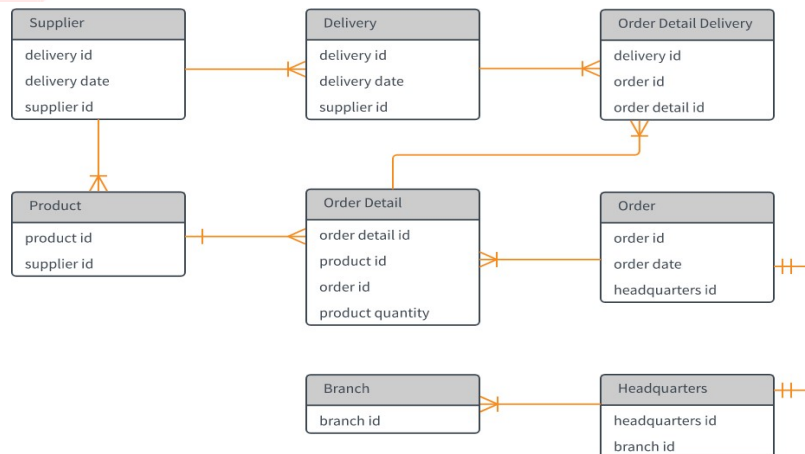 Supplier
delivery id
delivery date
supplier id
Delivery
delivery id
delivery date
supplier id
Order Detail Delivery
delivery id
order id
order detail id
Product
product id
supplier id
Order Detail
order detail id
product id
order id
product quantity
Order
order id
order date
headquarters id
Branch
branch id
Headquarters
headquarters id
branch id